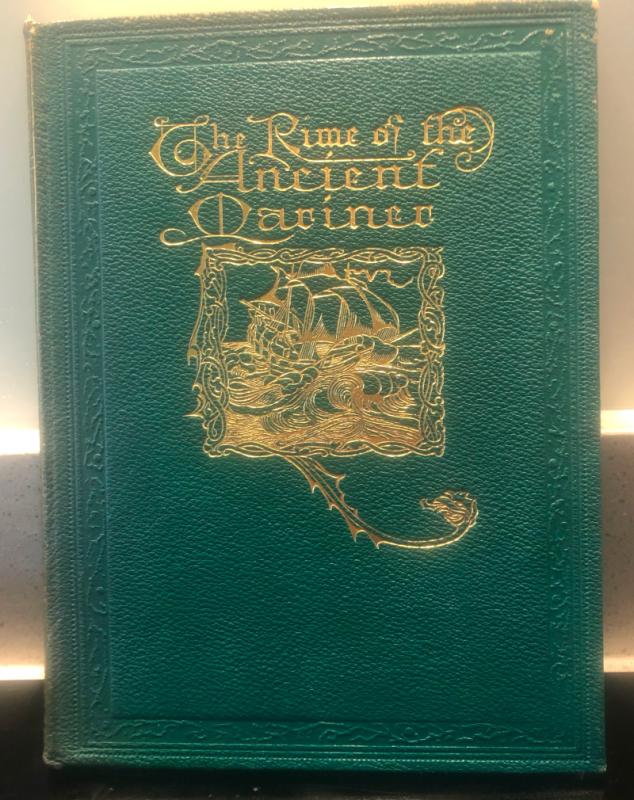 The Rime of the
Ancient
Mariner